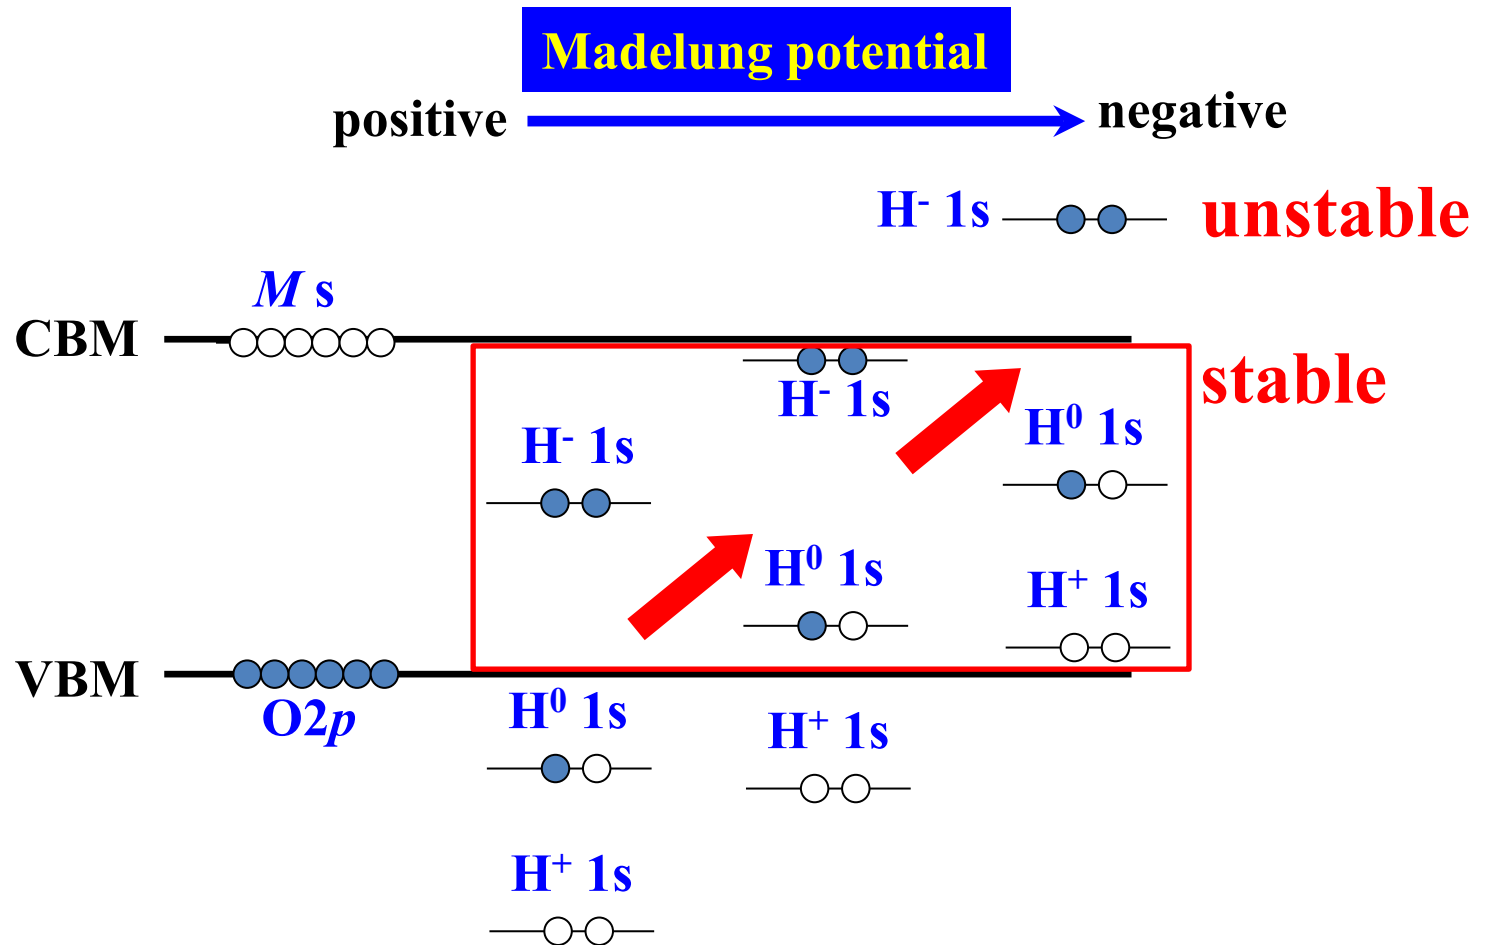 Madelung potential
positive
negative
H- 1s
unstable
M s
CBM
stable
H- 1s
H0 1s
H- 1s
H0 1s
H+ 1s
VBM
O2p
H0 1s
H+ 1s
H+ 1s